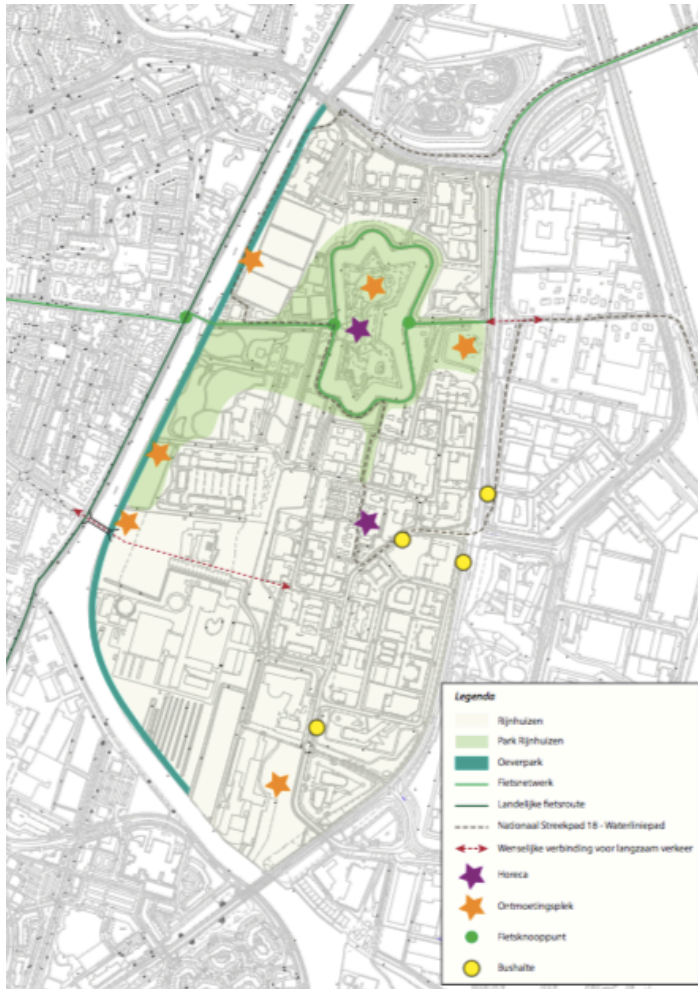 Legenda
Rijnhuizen
Park Rijnhuizen
Oeverpark
Fietsnetwerk
Landelijke fietsroute
Nationaal Streekpad 18 - Waterliniepad
Wenselijke verbinding voor langzaam verkeer
Horeca
Ontmoetingsplek
Fietsknooppunt
Bushalte